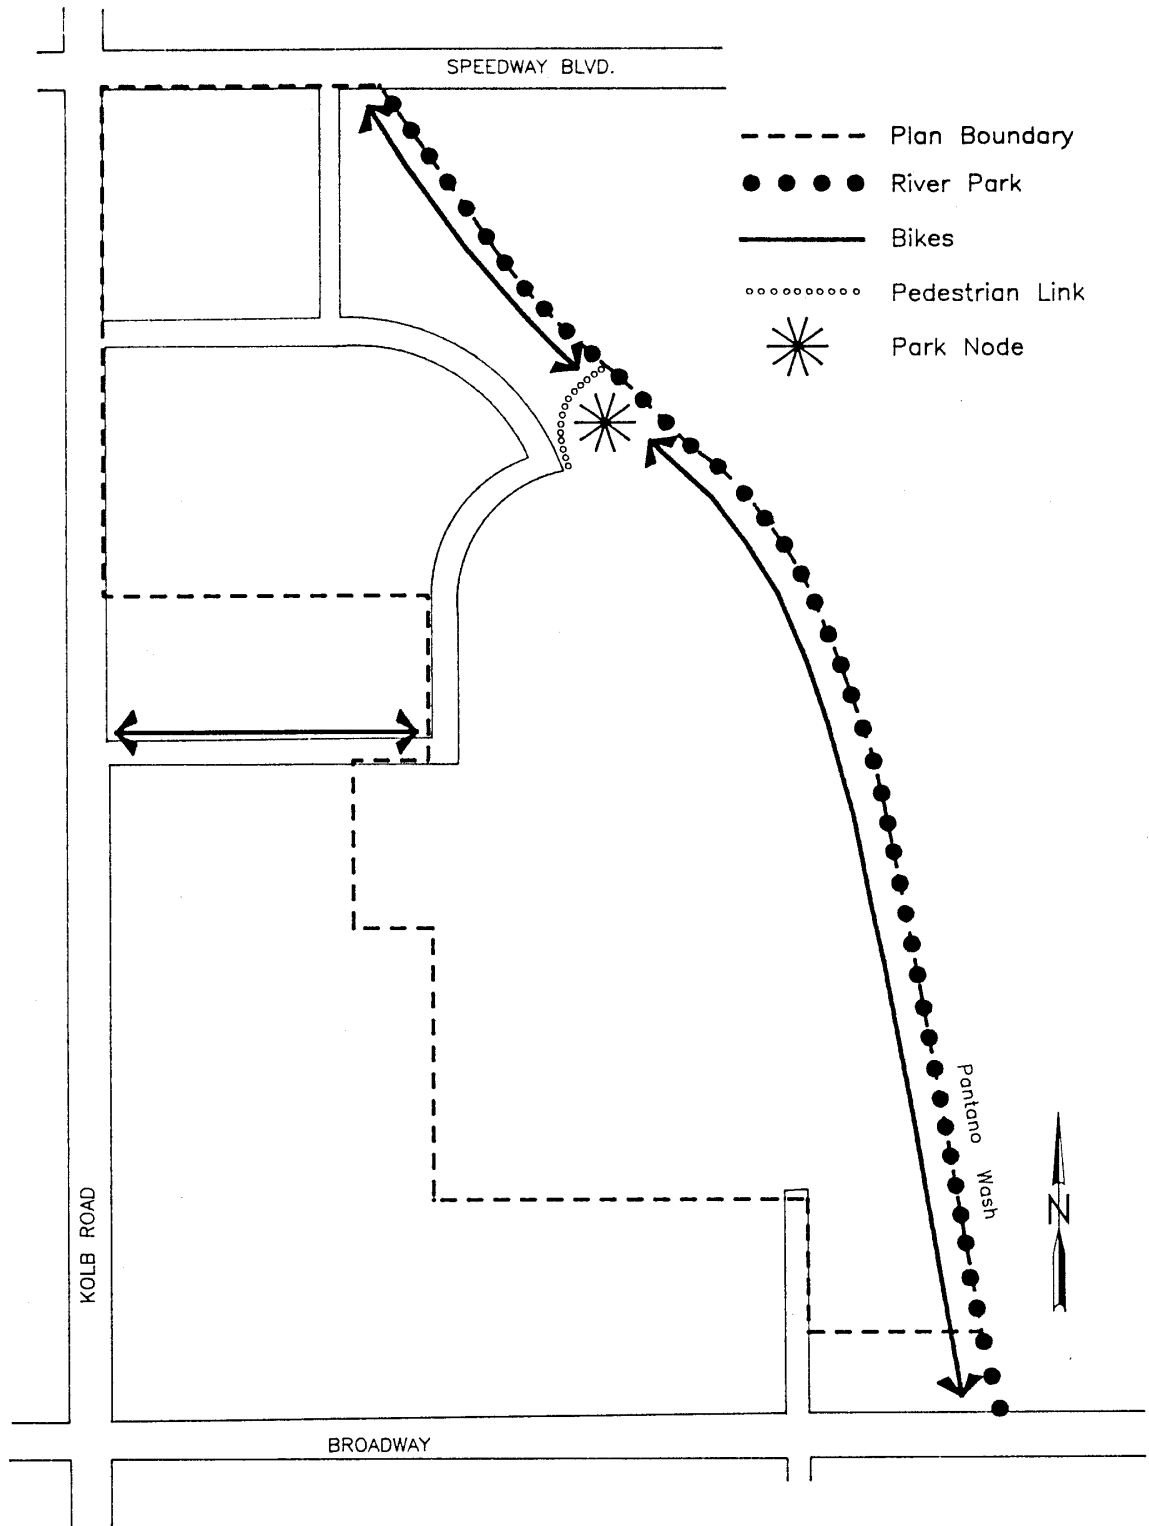 SPEEDWAY BLVD.
Plan Boundary
River Park
Bikes
Pedestrian Link
Park Node
Pantano Wash
N
KOLB ROAD
BROADWAY